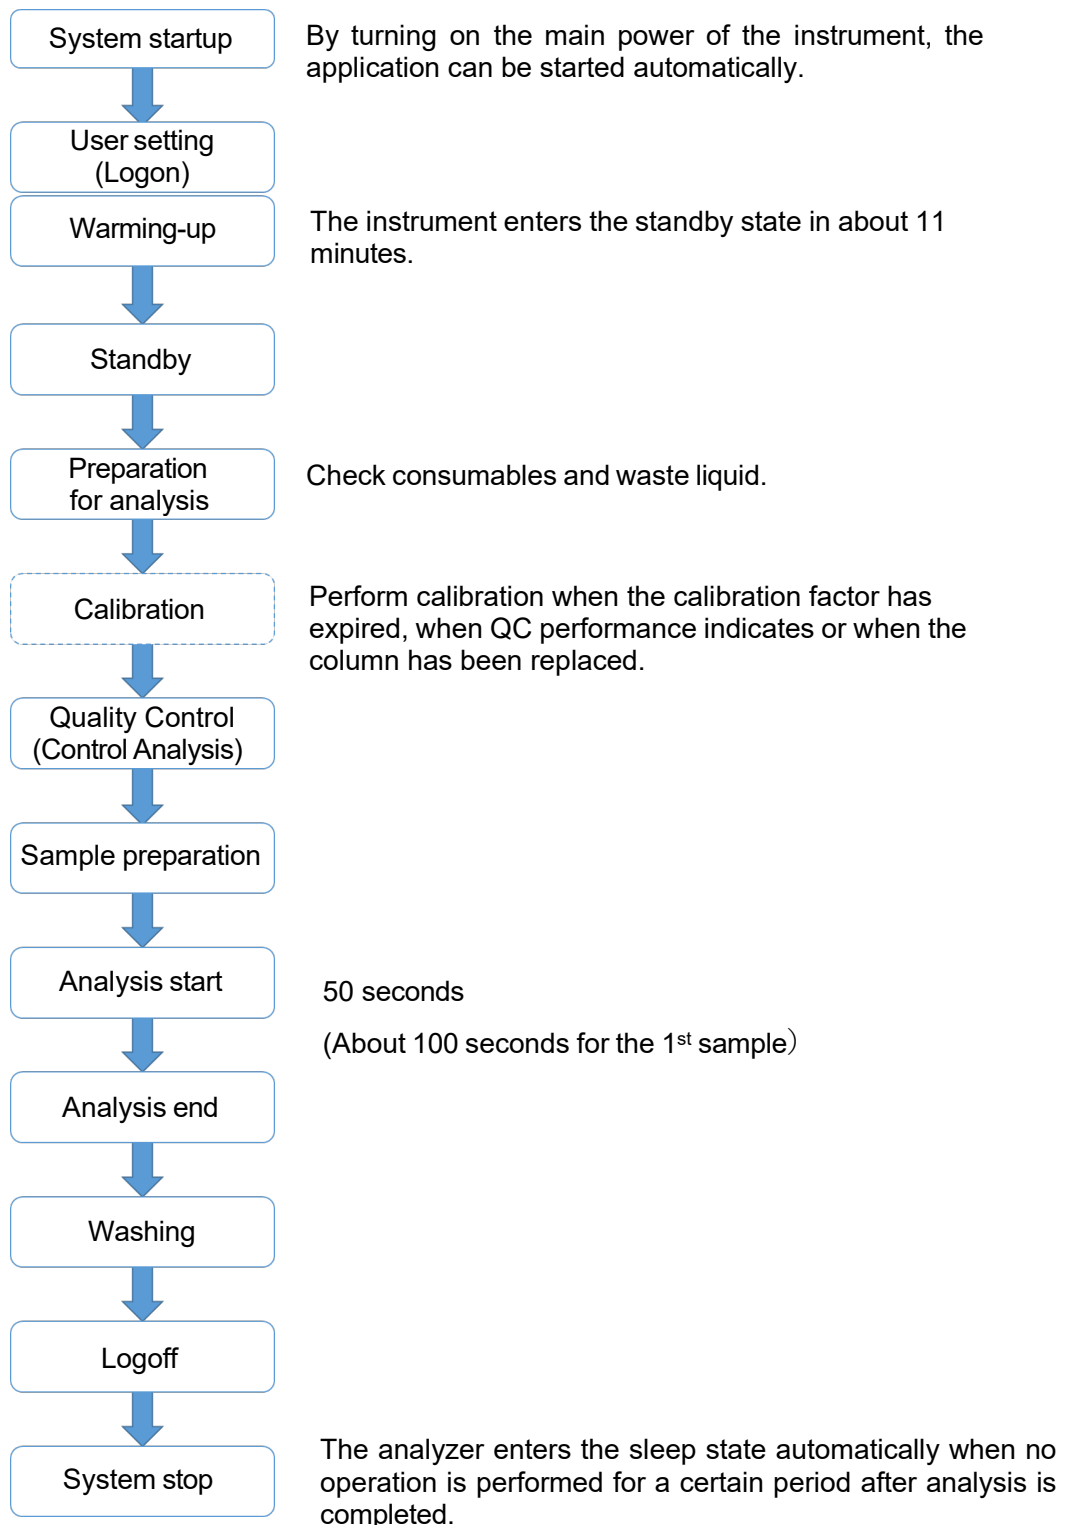 System startup
By turning on the main power of the instrument, the
application can be started automatically.
User setting
(Logon)
Warming-up
The instrument enters the standby state in about 11
minutes.
Standby
Preparation
for analysis
Check consumables and waste liquid.
Calibration
Perform calibration when the calibration factor has
expired, when QC performance indicates or when the
column has been replaced.
Quality Control
(Control Analysis)
Sample preparation
Analysis start
50 seconds
(About 100 seconds for the 1st sample）
Analysis end
Washing
Logoff
System stop
The analyzer enters the sleep state automatically when no
operation is performed for a certain period after analysis is
completed.